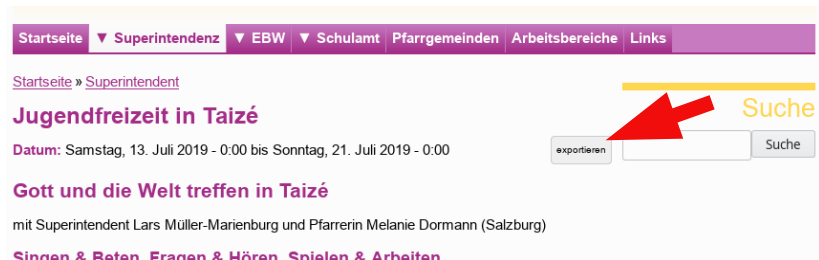 Startseite ▼ Superintendenz ▼ EBW ▼ Schulamt Pfarrgemeinden Arbeitsbereiche Links
Startseite » Superintendent
Suche
Jugendfreizeit in Taizé
Datum: Samstag, 13. Juli 2019 - 0:00 bis Sonntag, 21. Juli 2019 - 0:00
exportieren
Suche
Gott und die Welt treffen in Taizé
mit Superintendent Lars Müller-Marienburg und Pfarrerin Melanie Dormann (Salzburg)
Singen & Beten, Fragen & Hören, Spielen & Arbeiten